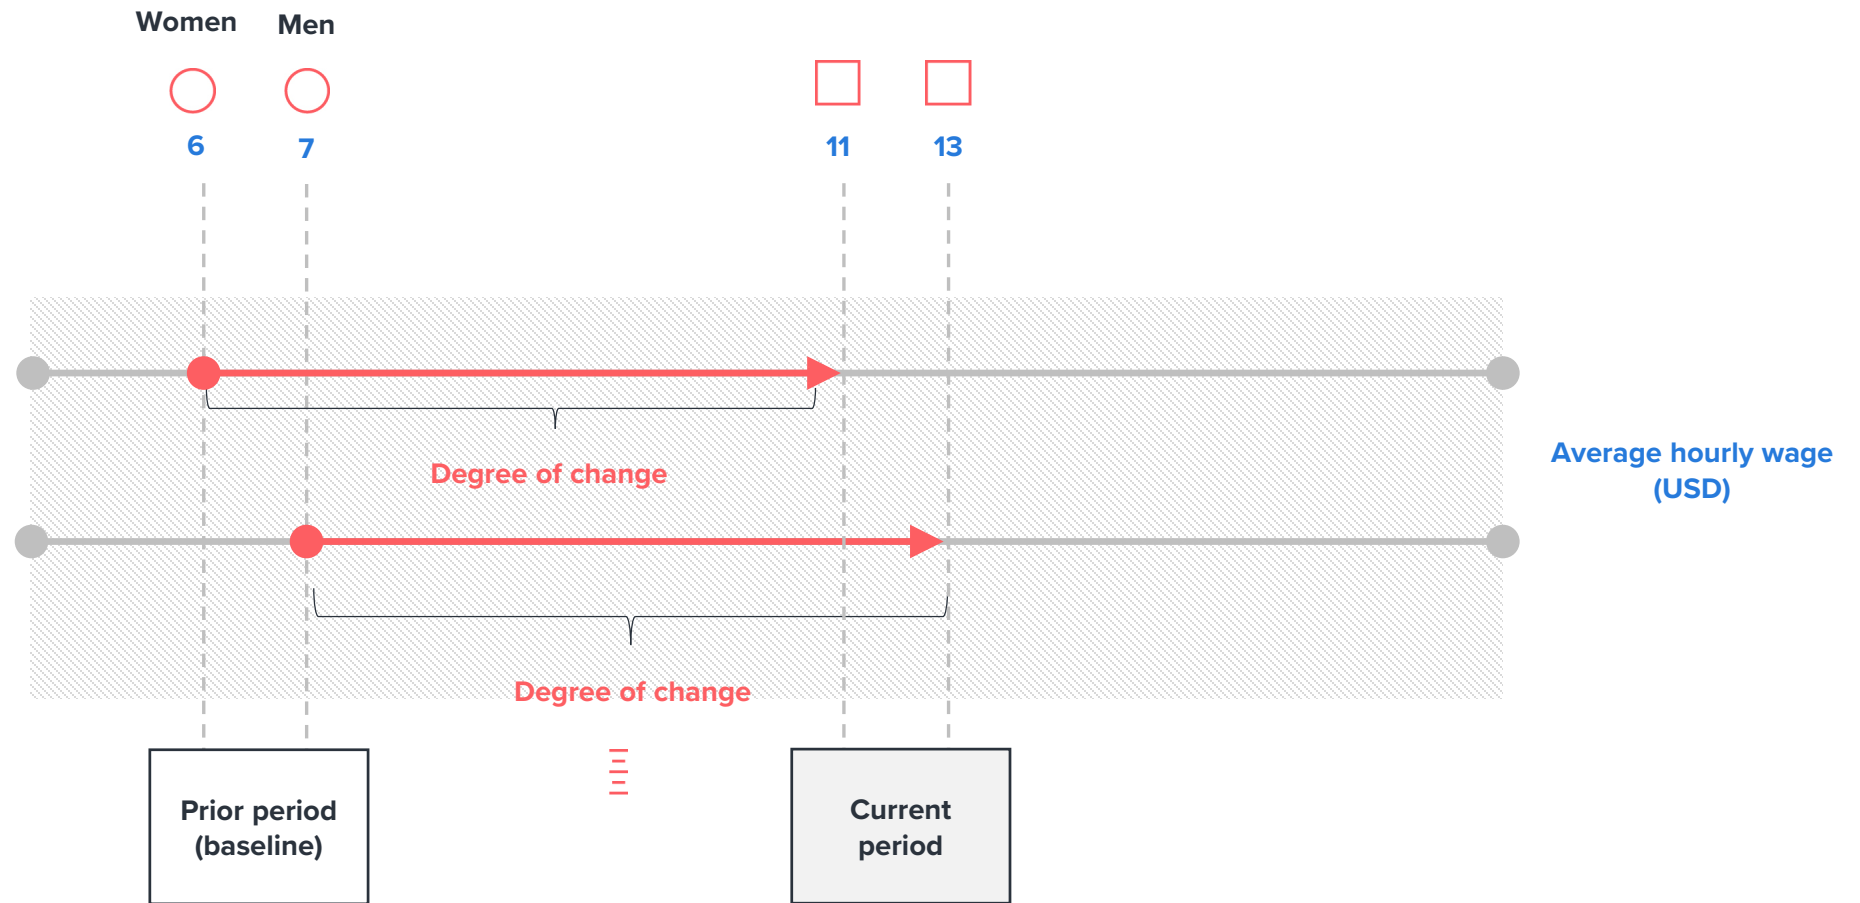 Women
Men
6
7
11
13
Degree of change
Average hourly wage
(USD)
Degree of change
Prior period
(baseline)
Current
period